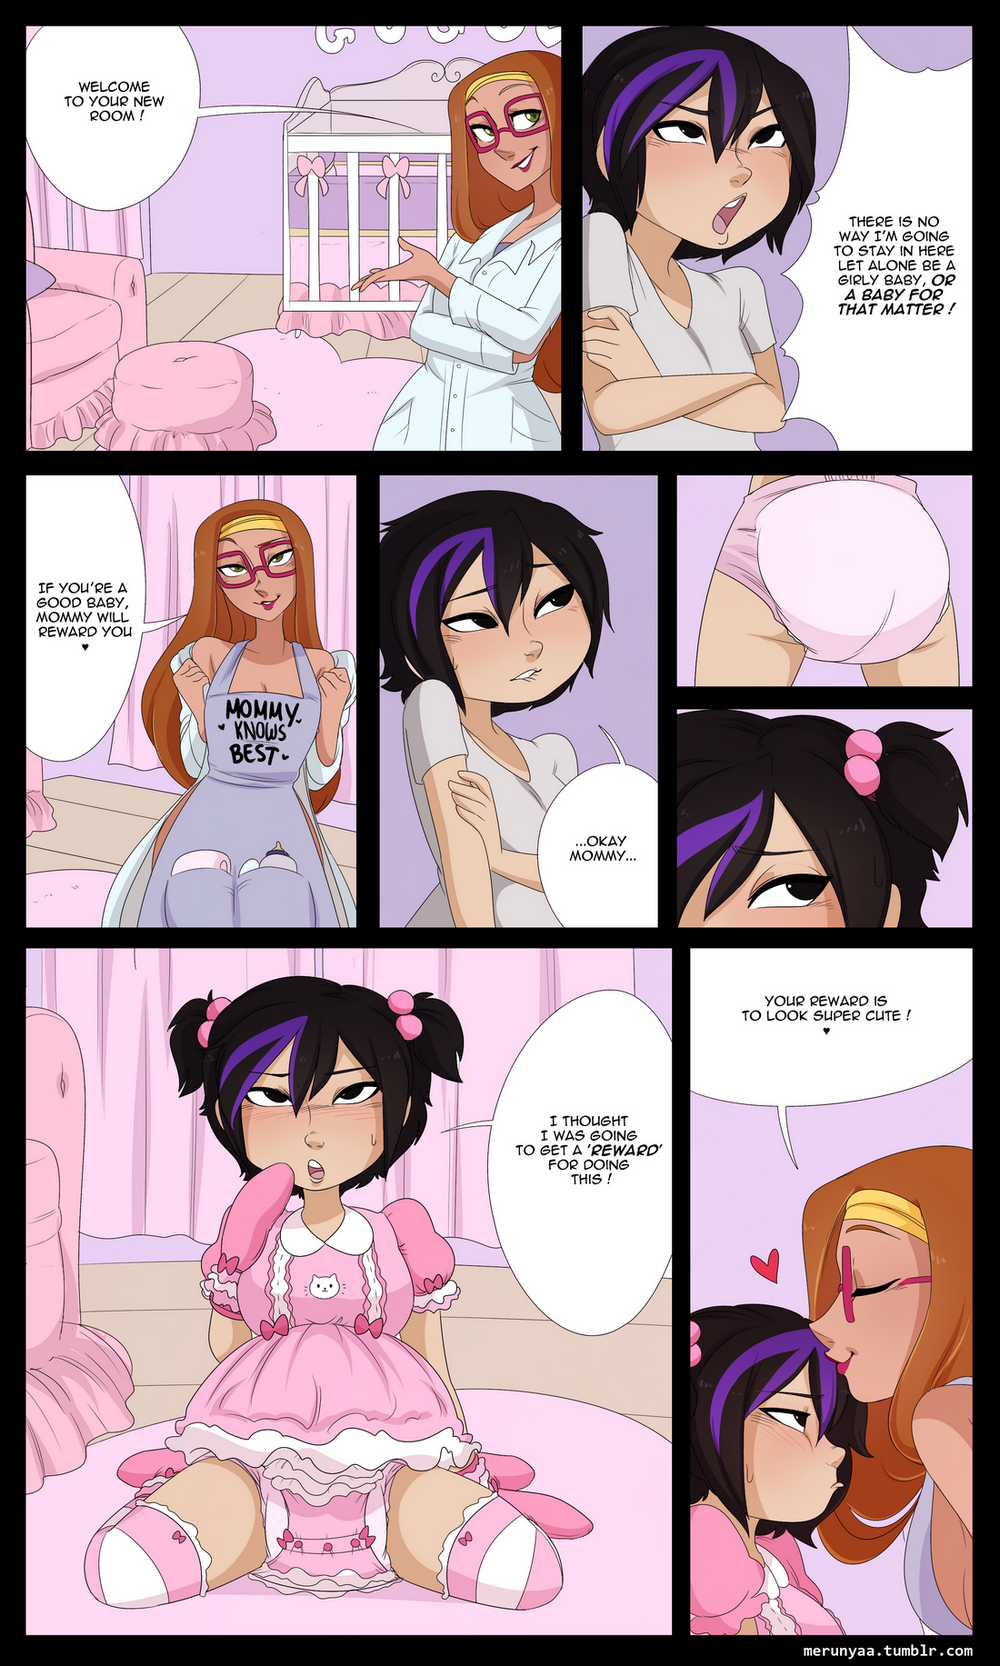 GOGO
WELCOME
TO YOUR NEW
ROOM !
THERE IS NO
WAY I'M GOING
TO STAY IN HERE
LET ALONE BE A
GIRLY BABY, OR
A BABY FOR
THAT MATTER !
IF YOU'RE A
GOOD BABY,
MOMMY WILL
REWARD YOU
♥
MOMMY
KNOWS
BEST
...OKAY
MOMMY...
I THOUGHT
I WAS GOING
TO GET A 'REWARD'
FOR DOING
THIS !
YOUR REWARD IS
TO LOOK SUPER CUTE !
♥
merunyaa.tumblr.com